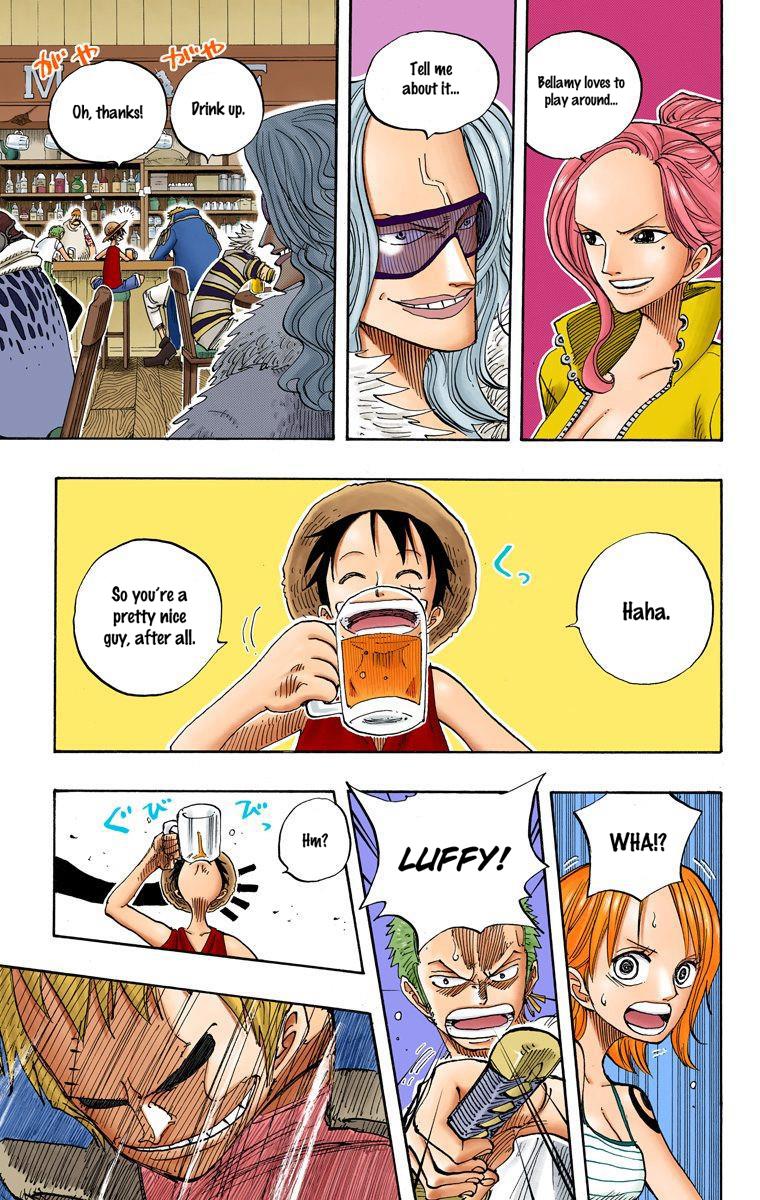 Bellamy loves to
play around...
Tell me
about it...
Drink up.
Oh, thanks!
ガヤ
ガヤ
Haha.
くっ
So you're a
pretty nice
guy, after all.
WHA!?
LUFFY!
Hm?
ぐびびっ